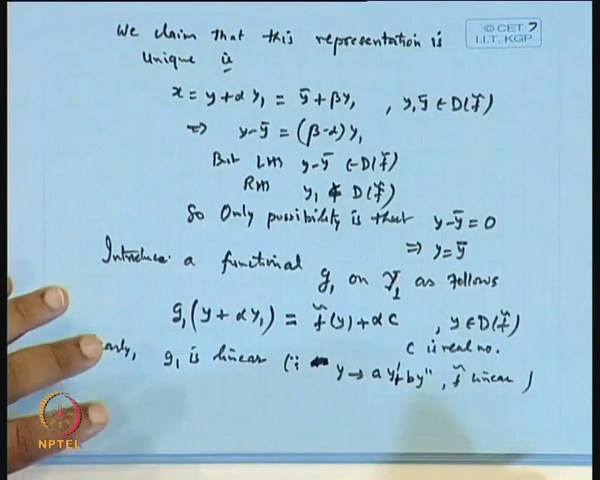 We claim that this representation is
© CET 7
I.I.T. KGP
Unique ie
x = y + α y₁ = ȳ + β y₁ , y, ȳ ∈ D(f̃)
⇒ y - ȳ = (β-α) y₁
But LHS y - ȳ ∈ D(f̃)
RHS y₁ ∉ D(f̃)
So Only possibility is that y - ȳ = 0
⇒ y = ȳ
Introduce a functional g₁ on Y₁ as follows
g₁(y + α y₁) = f̃(y) + α c , y ∈ D(f̃)
c is real no.
g₁ is linear (∵ y → a y' + b y'', f̃ linear)
NPTEL